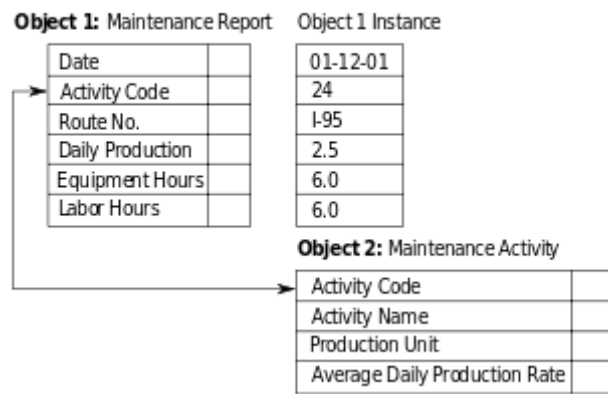 Object 1: Maintenance Report Object 1 Instance
Date 01-12-01
Activity Code 24
Route No. I-95
Daily Production 2.5
Equipment Hours 6.0
Labor Hours 6.0
Object 2: Maintenance Activity
Activity Code
Activity Name
Production Unit
Average Daily Production Rate